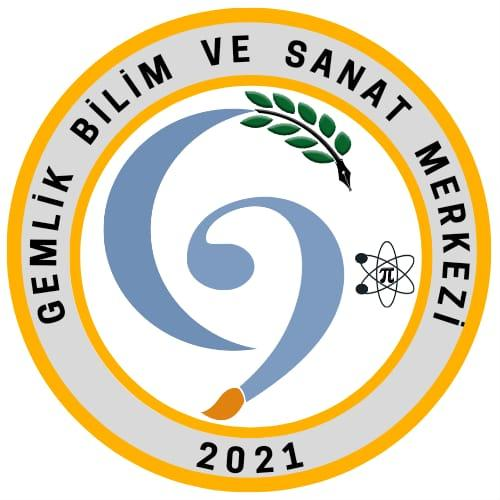 GEMLİK BİLİM VE SANAT MERKEZİ
π
2021